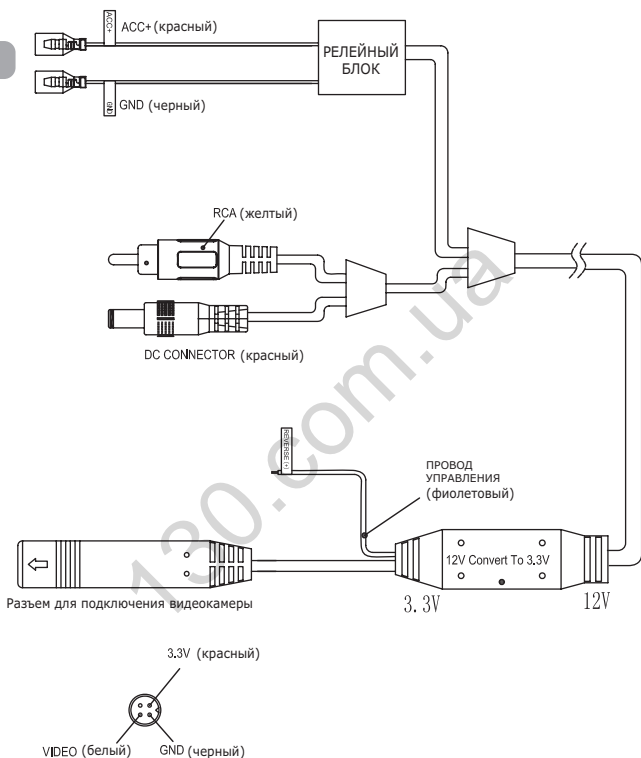 ACC+
ACC+ (красный)
РЕЛЕЙНЫЙ
БЛОК
GND
GND (черный)
RCA (желтый)
DC CONNECTOR (красный)
130.com.ua
REVERSE (+)
ПРОВОД
УПРАВЛЕНИЯ
(фиолетовый)
12V Convert To 3.3V
Разъем для подключения видеокамеры
3.3V
12V
3.3V (красный)
VIDEO (белый)
GND (черный)